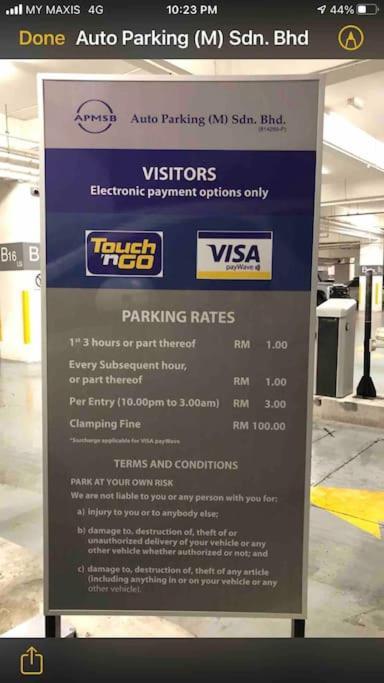 MY MAXIS 4G
10:23 PM
44%
Done
Auto Parking (M) Sdn. Bhd
APMSB
Auto Parking (M) Sdn. Bhd.
VISITORS
Electronic payment options only
Touch
'nGO
VISA
payWave
B16
B
PARKING RATES
1st 3 hours or part thereof RM 1.00
Every Subsequent hour,
or part thereof RM 1.00
Per Entry (10.00pm to 3.00am) RM 3.00
Clamping Fine RM 100.00
*Surcharge applicable for VISA payWave
TERMS AND CONDITIONS
PARK AT YOUR OWN RISK
We are not liable to you or any person with you for:
a) injury to you or to anybody else;
b) damage to, destruction of, theft of or
unauthorized delivery of your vehicle or any
other vehicle whether authorized or not; and
c) damage to, destruction of, theft of any article
(including anything in or on your vehicle or any
other vehicle).